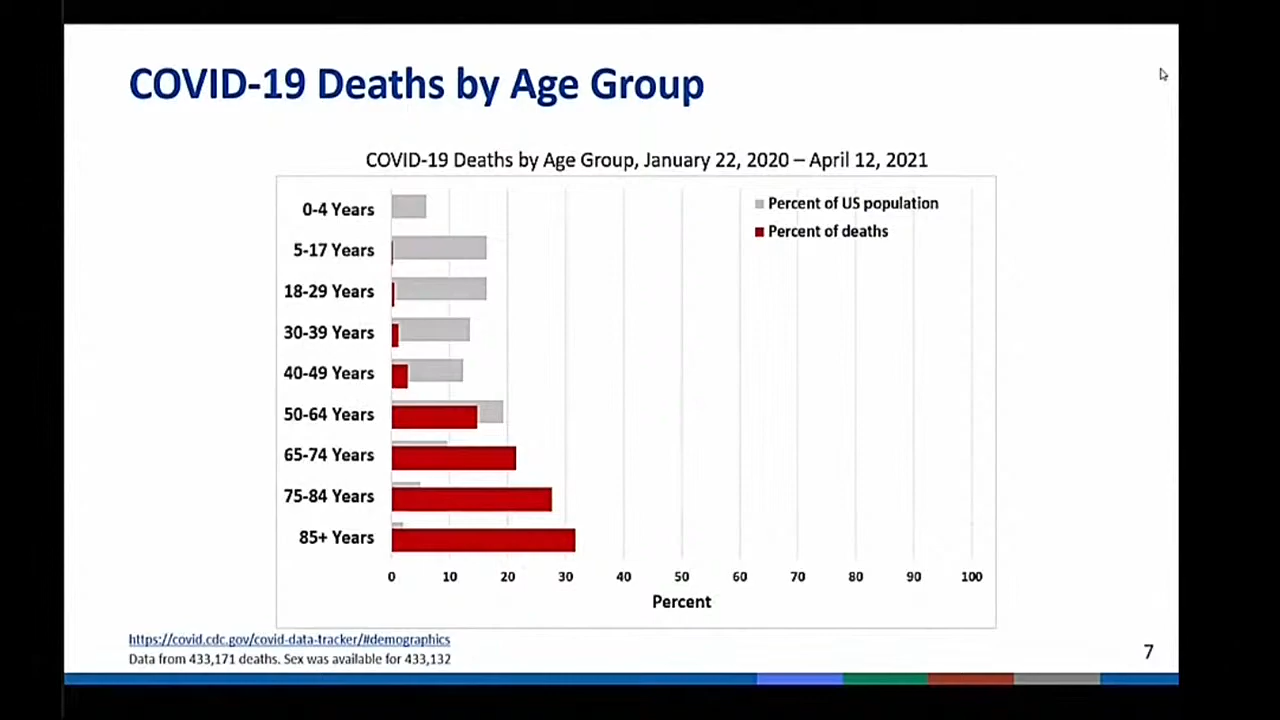 COVID-19 Deaths by Age Group
COVID-19 Deaths by Age Group, January 22, 2020 – April 12, 2021
Percent of US population
Percent of deaths
0-4 Years
5-17 Years
18-29 Years
30-39 Years
40-49 Years
50-64 Years
65-74 Years
75-84 Years
85+ Years
0 10 20 30 40 50 60 70 80 90 100
Percent
https://covid.cdc.gov/covid-data-tracker/#demographics
Data from 433,171 deaths. Sex was available for 433,132
7